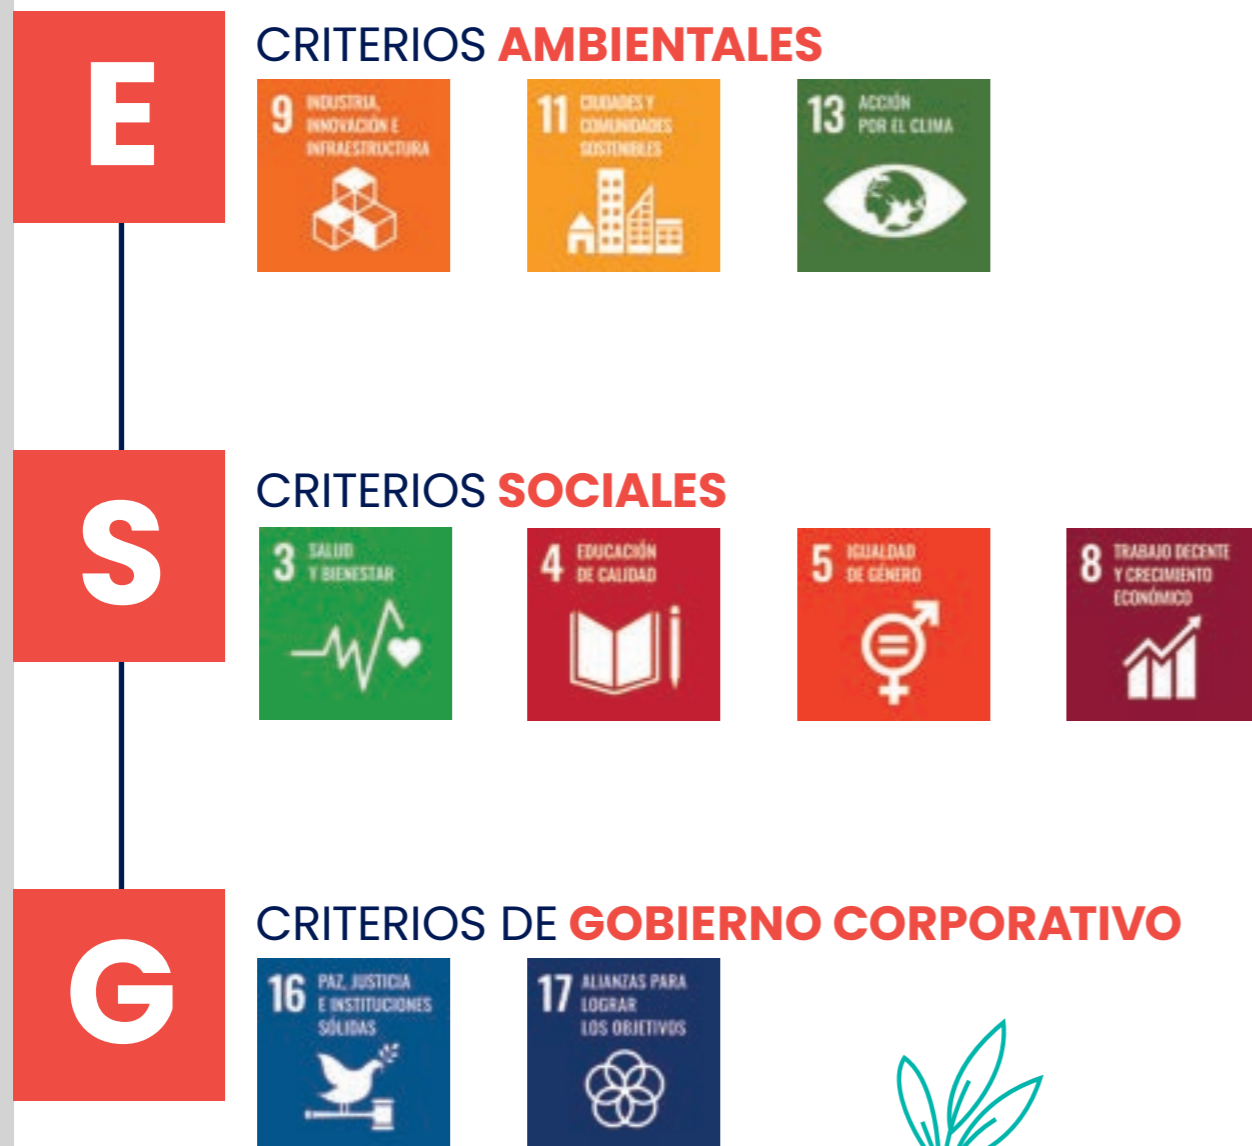 E
CRITERIOS AMBIENTALES
9 INDUSTRIA,
INNOVACIÓN E
INFRAESTRUCTURA
11 CIUDADES Y
COMUNIDADES
SOSTENIBLES
13 ACCIÓN
POR EL CLIMA
S
CRITERIOS SOCIALES
3 SALUD
Y BIENESTAR
4 EDUCACIÓN
DE CALIDAD
5 IGUALDAD
DE GÉNERO
8 TRABAJO DECENTE
Y CRECIMIENTO
ECONÓMICO
G
CRITERIOS DE GOBIERNO CORPORATIVO
16 PAZ, JUSTICIA
E INSTITUCIONES
SÓLIDAS
17 ALIANZAS PARA
LOGRAR
LOS OBJETIVOS